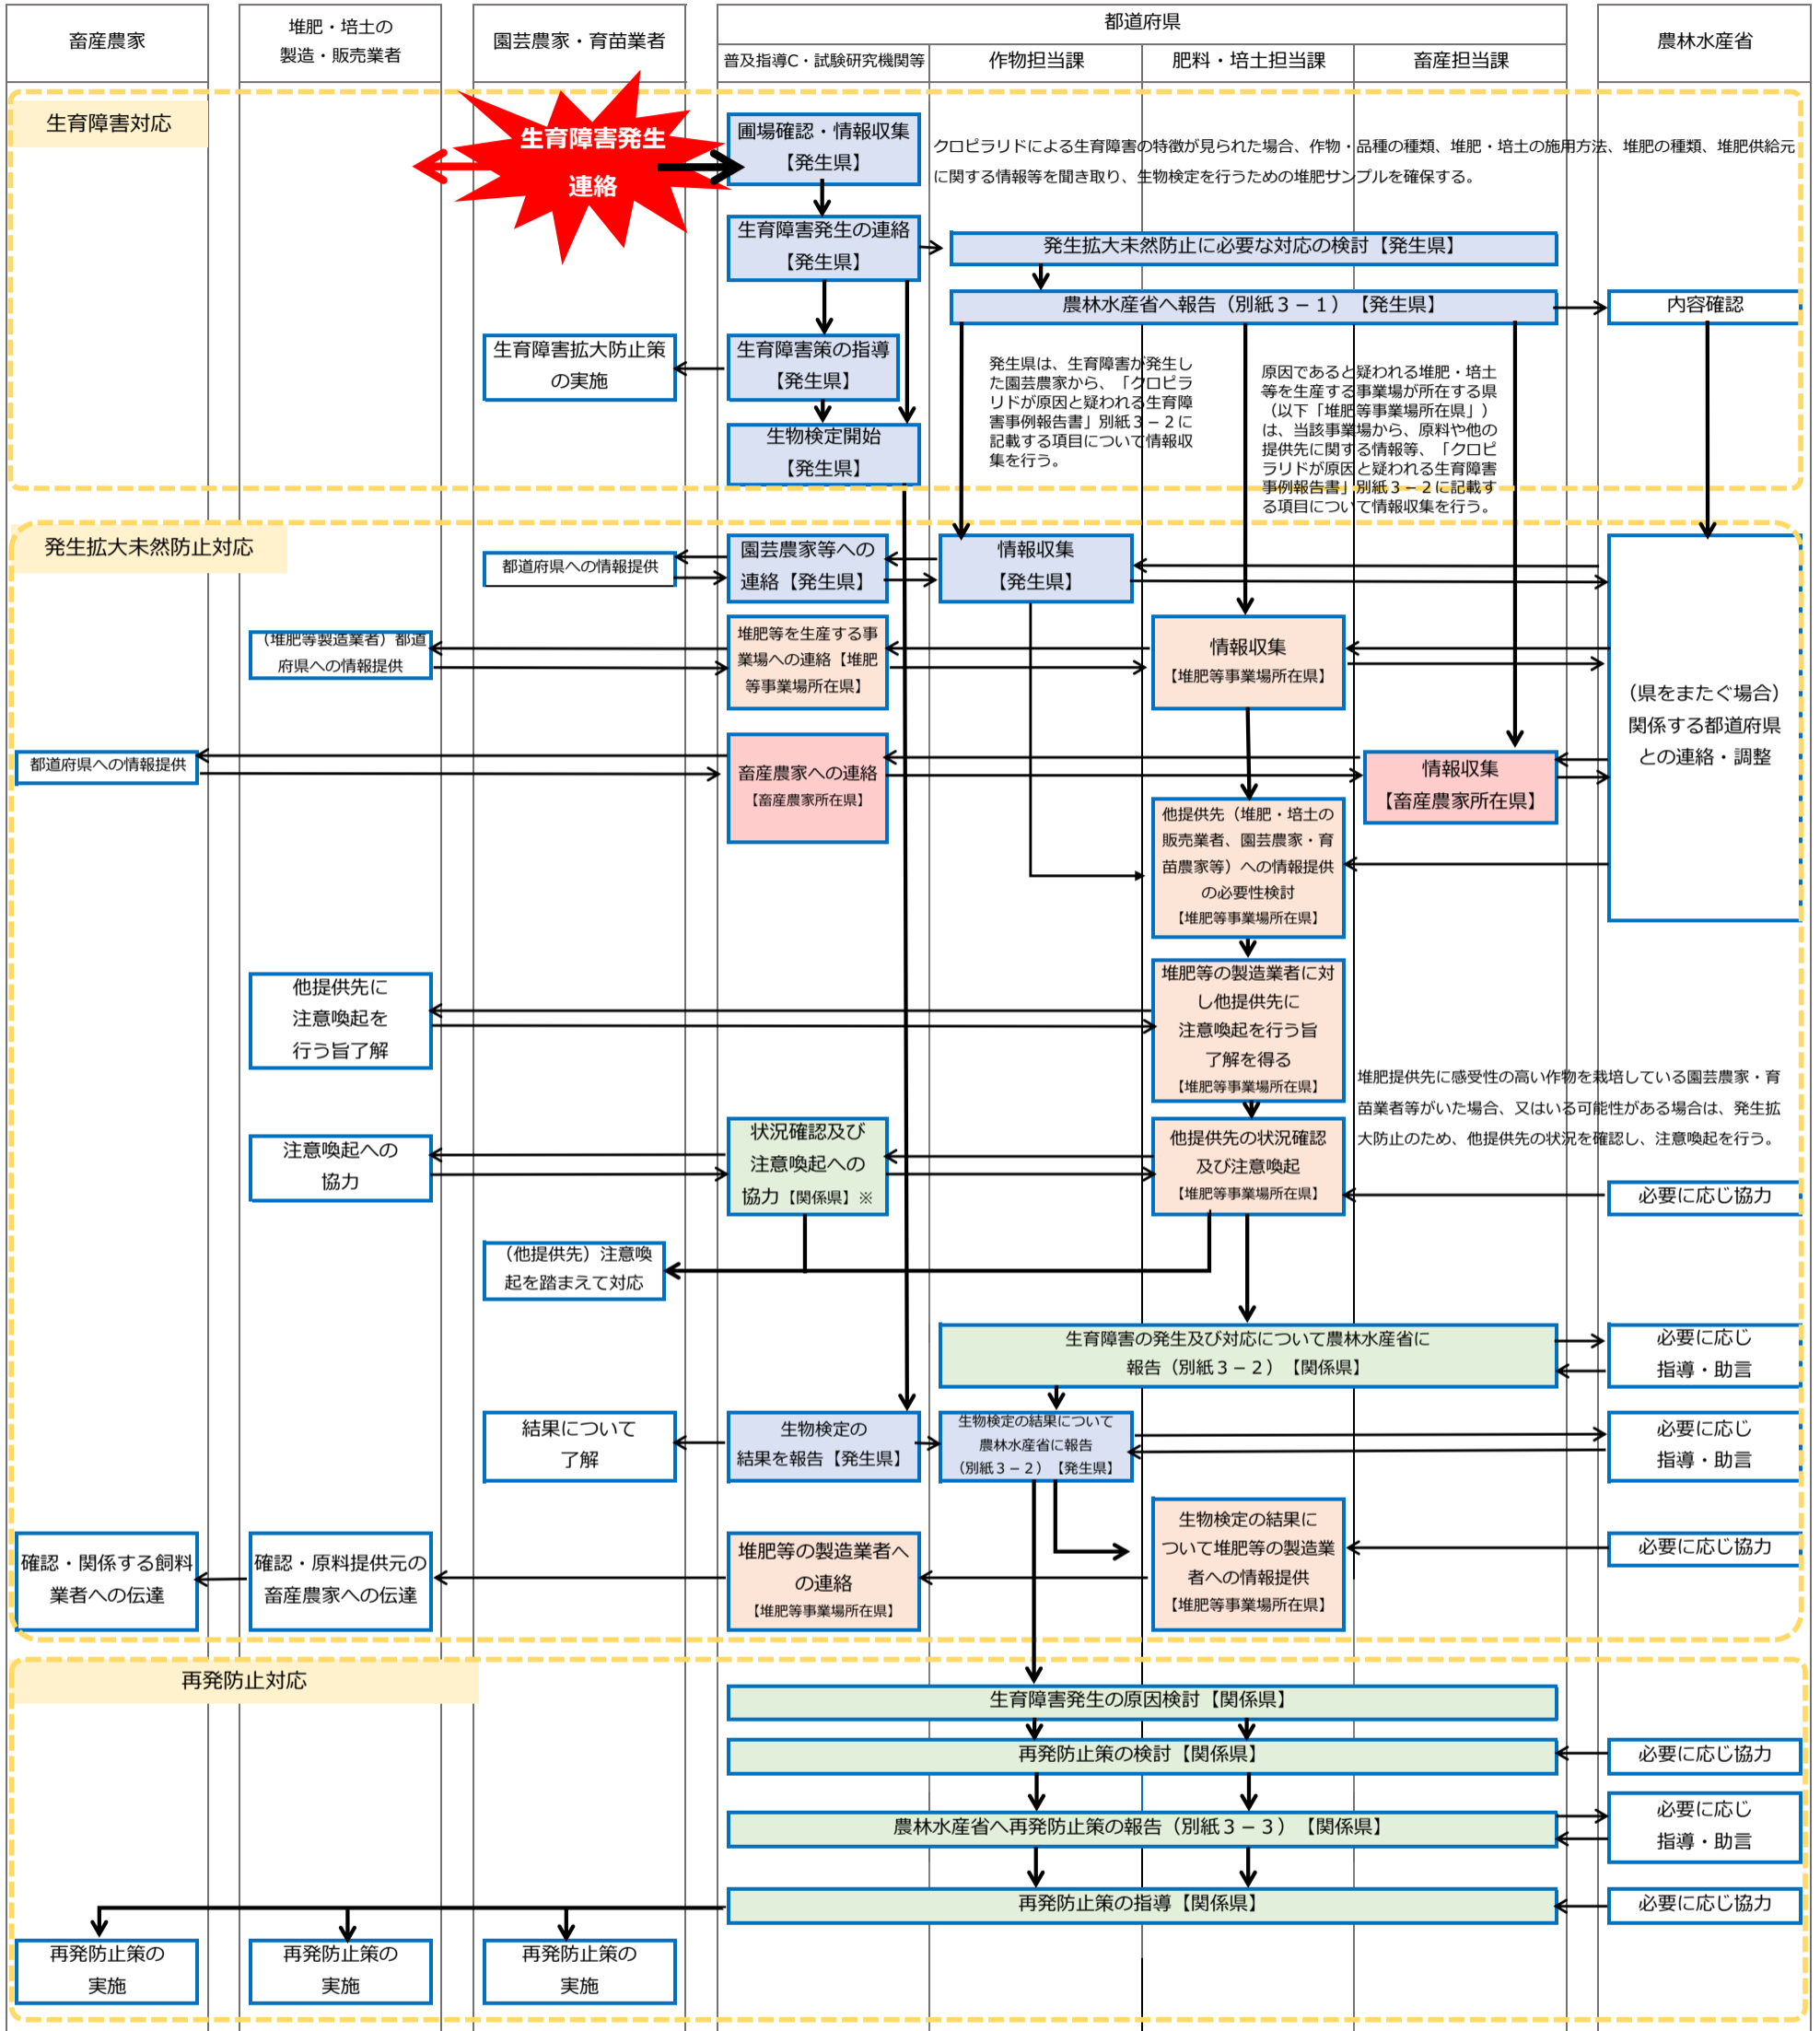 畜産農家
堆肥・培土の
製造・販売業者
園芸農家・育苗業者
都道府県
普及指導C・試験研究機関等
作物担当課
肥料・培土担当課
畜産担当課
農林水産省
生育障害対応
生育障害発生
連絡
圃場確認・情報収集
【発生県】
クロピラリドによる生育障害の特徴が見られた場合、作物・品種の種類、堆肥・培土の施用方法、堆肥の種類、堆肥供給元
に関する情報等を聞き取り、生物検定を行うための堆肥サンプルを確保する。
生育障害発生の連絡
【発生県】
発生拡大未然防止に必要な対応の検討【発生県】
農林水産省へ報告（別紙３－１）【発生県】
内容確認
生育障害拡大防止策
の実施
生育障害策の指導
【発生県】
発生県は、生育障害が発生し
た園芸農家から、「クロピラ
リドが原因と疑われる生育障
害事例報告書」別紙３－２に
記載する項目について情報収
集を行う。
原因であると疑われる堆肥・培土
等を生産する事業場が所在する県
（以下「堆肥等事業場所在県」）
は、当該事業場から、原料や他の
提供先に関する情報等、「クロピ
ラリドが原因と疑われる生育障害
事例報告書」別紙３－２に記載す
る項目について情報収集を行う。
生物検定開始
【発生県】
発生拡大未然防止対応
都道府県への情報提供
園芸農家等への
連絡【発生県】
情報収集
【発生県】
（堆肥等製造業者）都道
府県への情報提供
堆肥等を生産する事
業場への連絡【堆肥
等事業場所在県】
情報収集
【堆肥等事業場所在県】
（県をまたぐ場合）
関係する都道府県
との連絡・調整
都道府県への情報提供
畜産農家への連絡
【畜産農家所在県】
情報収集
【畜産農家所在県】
他提供先（堆肥・培土の
販売業者、園芸農家・育
苗農家等）への情報提供
の必要性検討
【堆肥等事業場所在県】
他提供先に
注意喚起を
行う旨了解
堆肥等の製造業者に対
し他提供先に
注意喚起を行う旨
了解を得る
【堆肥等事業場所在県】
堆肥提供先に感受性の高い作物を栽培している園芸農家・育
苗業者等がいた場合、又はいる可能性がある場合は、発生拡
大防止のため、他提供先の状況を確認し、注意喚起を行う。
注意喚起への
協力
状況確認及び
注意喚起への
協力【関係県】※
他提供先の状況確認
及び注意喚起
【堆肥等事業場所在県】
必要に応じ協力
（他提供先）注意喚
起を踏まえて対応
生育障害の発生及び対応について農林水産省に
報告（別紙３－２）【関係県】
必要に応じ
指導・助言
結果について
了解
生物検定の
結果を報告【発生県】
生物検定の結果について
農林水産省に報告
（別紙３－２）【発生県】
必要に応じ
指導・助言
確認・関係する飼料
業者への伝達
確認・原料提供元の
畜産農家への伝達
堆肥等の製造業者へ
の連絡
【堆肥等事業場所在県】
生物検定の結果に
ついて堆肥等の製造業
者への情報提供
【堆肥等事業場所在県】
必要に応じ協力
再発防止対応
生育障害発生の原因検討【関係県】
再発防止策の検討【関係県】
必要に応じ協力
農林水産省へ再発防止策の報告（別紙３－３）【関係県】
必要に応じ
指導・助言
再発防止策の指導【関係県】
必要に応じ協力
再発防止策の
実施
再発防止策の
実施
再発防止策の
実施